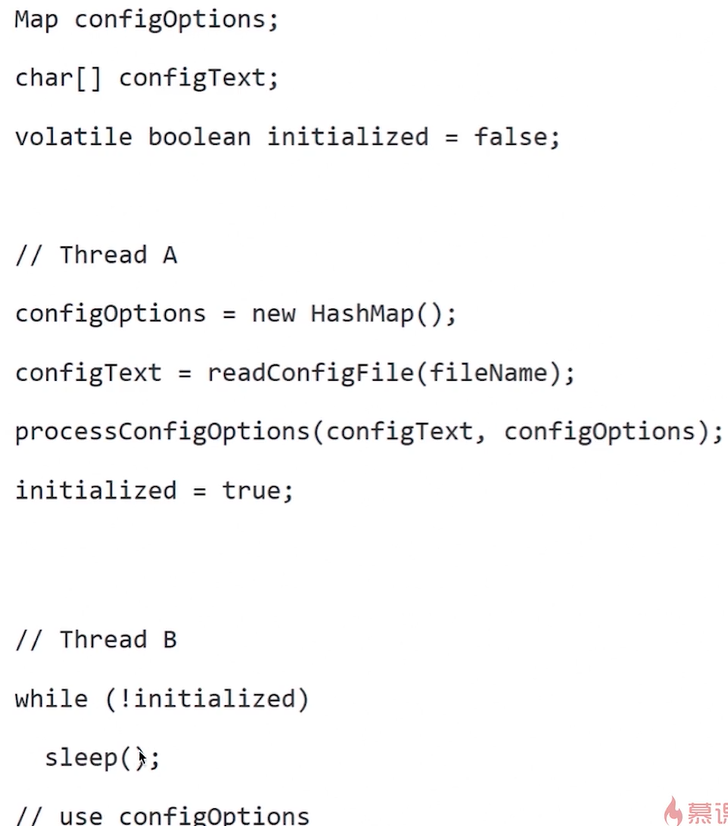 Map configOptions;
char[] configText;
volatile boolean initialized = false;
// Thread A
configOptions = new HashMap();
configText = readConfigFile(fileName);
processConfigOptions(configText, configOptions);
initialized = true;
// Thread B
while (!initialized)
  sleep();
// use configOptions
慕课